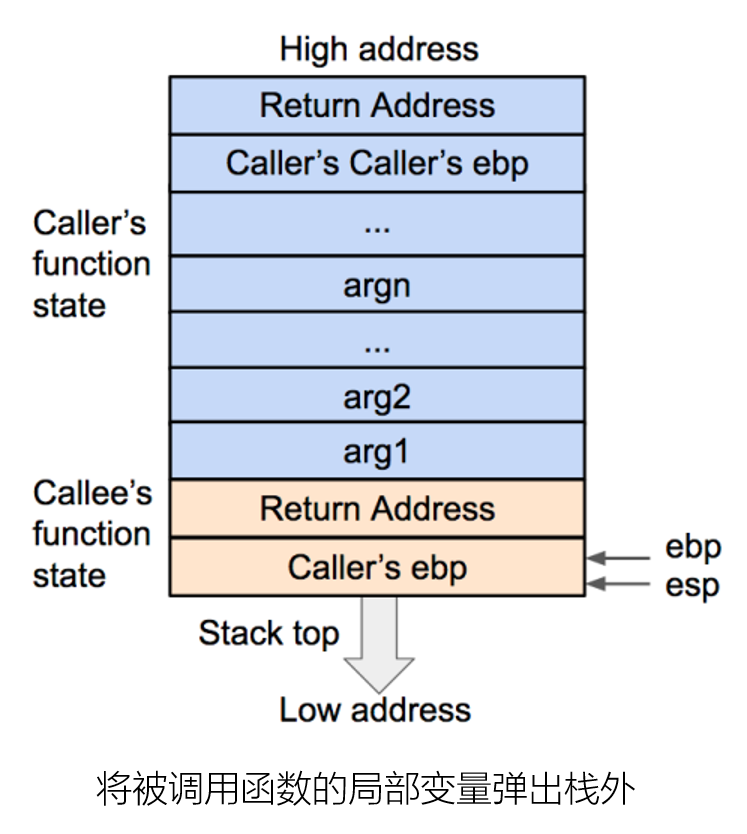 High address
Return Address
Caller's Caller's ebp
...
Caller's
function
state
argn
...
arg2
arg1
Callee's
function
state
Return Address
Caller's ebp
ebp
esp
Stack top
Low address
将被调用函数的局部变量弹出栈外